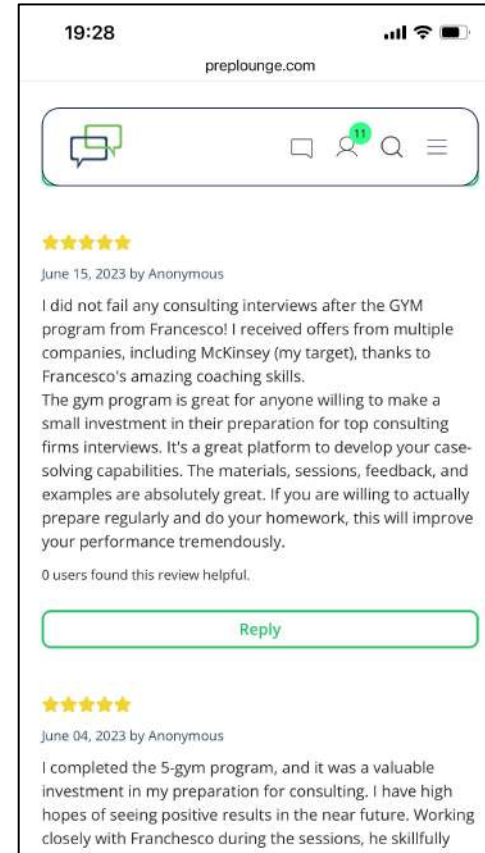 19:28
preplounge.com
11
June 15, 2023 by Anonymous
I did not fail any consulting interviews after the GYM
program from Francesco! I received offers from multiple
companies, including McKinsey (my target), thanks to
Francesco's amazing coaching skills.
The gym program is great for anyone willing to make a
small investment in their preparation for top consulting
firms interviews. It's a great platform to develop your case-
solving capabilities. The materials, sessions, feedback, and
examples are absolutely great. If you are willing to actually
prepare regularly and do your homework, this will improve
your performance tremendously.
0 users found this review helpful.
Reply
June 04, 2023 by Anonymous
I completed the 5-gym program, and it was a valuable
investment in my preparation for consulting. I have high
hopes of seeing positive results in the near future. Working
closely with Franchesco during the sessions, he skillfully